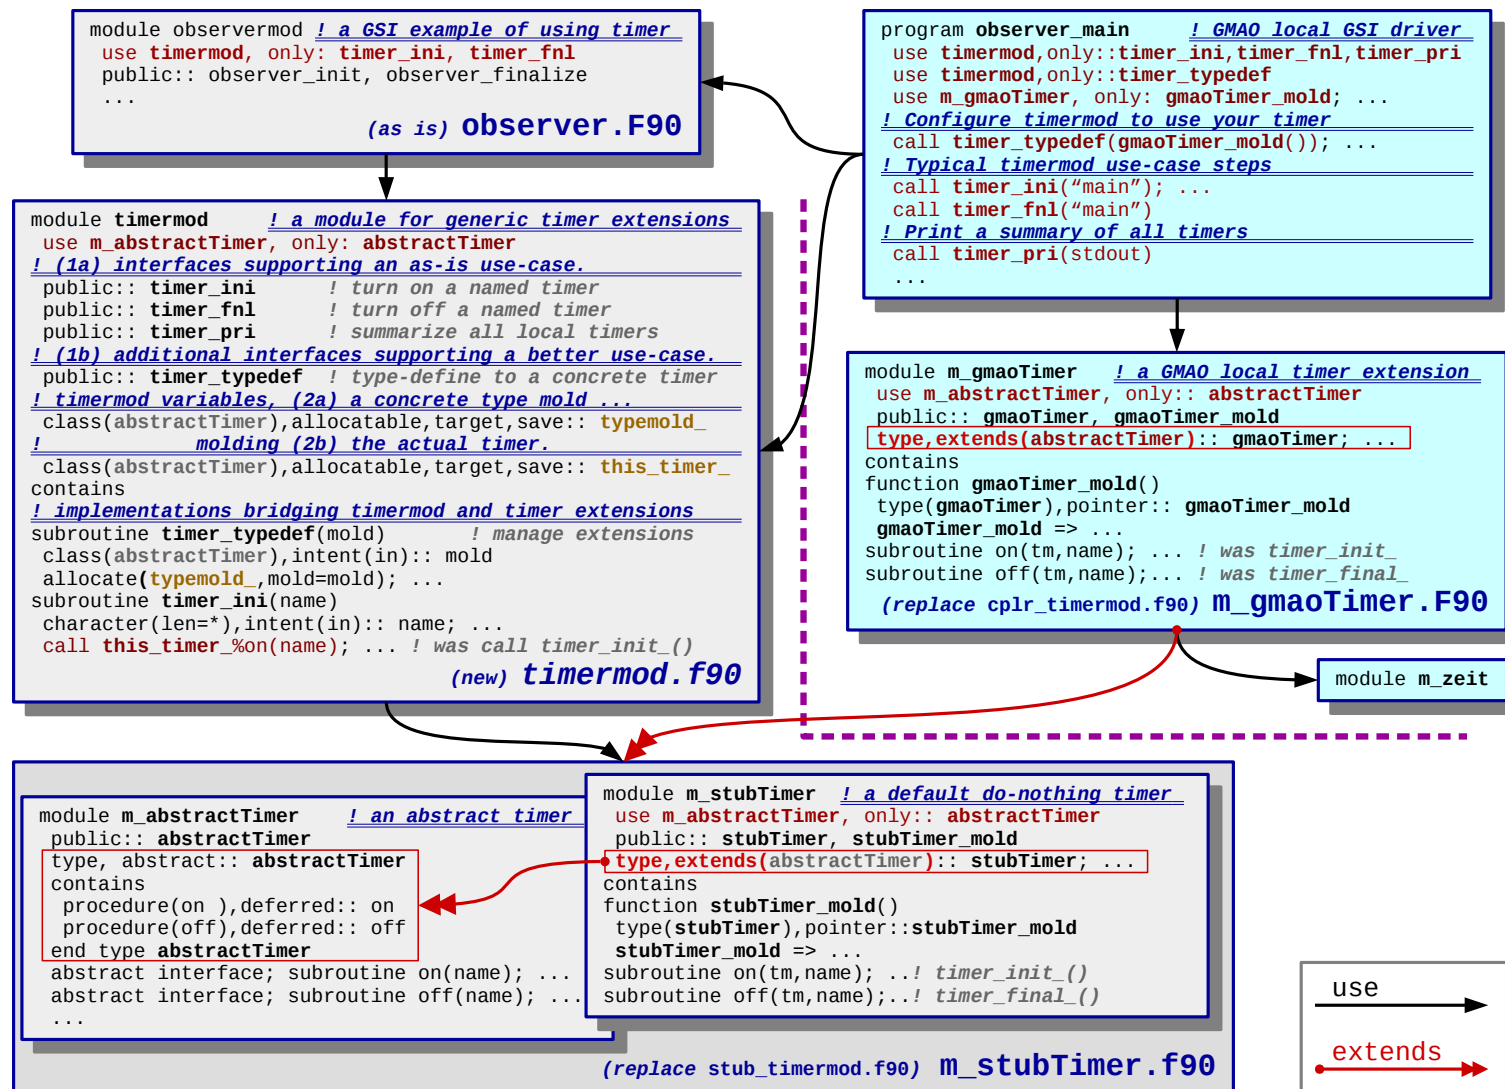 module observermod ! a GSI example of using timer
use timermod, only: timer_ini, timer_fnl
public:: observer_init, observer_finalize
...
(as is) observer.F90
program observer_main ! GMAO local GSI driver
use timermod,only::timer_ini,timer_fnl,timer_pri
use timermod,only::timer_typedef
use m_gmaoTimer, only: gmaoTimer_mold; ...
! Configure timermod to use your timer
call timer_typedef(gmaoTimer_mold()); ...
! Typical timermod use-case steps
call timer_ini(“main”); ...
call timer_fnl(“main”)
! Print a summary of all timers
call timer_pri(stdout)
...
module timermod ! a module for generic timer extensions
use m_abstractTimer, only: abstractTimer
! (1a) interfaces supporting an as-is use-case.
public:: timer_ini ! turn on a named timer
public:: timer_fnl ! turn off a named timer
public:: timer_pri ! summarize all local timers
! (1b) additional interfaces supporting a better use-case.
public:: timer_typedef ! type-define to a concrete timer
! timermod variables, (2a) a concrete type mold ...
class(abstractTimer),allocatable,target,save:: typemold_
! molding (2b) the actual timer.
class(abstractTimer),allocatable,target,save:: this_timer_
contains
! implementations bridging timermod and timer extensions
subroutine timer_typedef(mold) ! manage extensions
class(abstractTimer),intent(in):: mold
allocate(typemold_,mold=mold); ...
subroutine timer_ini(name)
character(len=*),intent(in):: name; ...
call this_timer_%on(name); ... ! was call timer_init_()
(new) timermod.f90
module m_gmaoTimer ! a GMAO local timer extension
use m_abstractTimer, only:: abstractTimer
public:: gmaoTimer, gmaoTimer_mold
type,extends(abstractTimer):: gmaoTimer; ...
contains
function gmaoTimer_mold()
type(gmaoTimer),pointer:: gmaoTimer_mold
gmaoTimer_mold => ...
subroutine on(tm,name); ... ! was timer_init_
subroutine off(tm,name);... ! was timer_final_
(replace cplr_timermod.f90) m_gmaoTimer.F90
module m_zeit
module m_abstractTimer ! an abstract timer
public:: abstractTimer
type, abstract:: abstractTimer
contains
procedure(on ),deferred:: on
procedure(off),deferred:: off
end type abstractTimer
abstract interface; subroutine on(name); ...
abstract interface; subroutine off(name); ...
...
module m_stubTimer ! a default do-nothing timer
use m_abstractTimer, only:: abstractTimer
public:: stubTimer, stubTimer_mold
type,extends(abstractTimer):: stubTimer; ...
contains
function stubTimer_mold()
type(stubTimer),pointer::stubTimer_mold
stubTimer_mold => ...
subroutine on(tm,name); ..! timer_init_()
subroutine off(tm,name);..! timer_final_()
(replace stub_timermod.f90) m_stubTimer.f90
use
extends